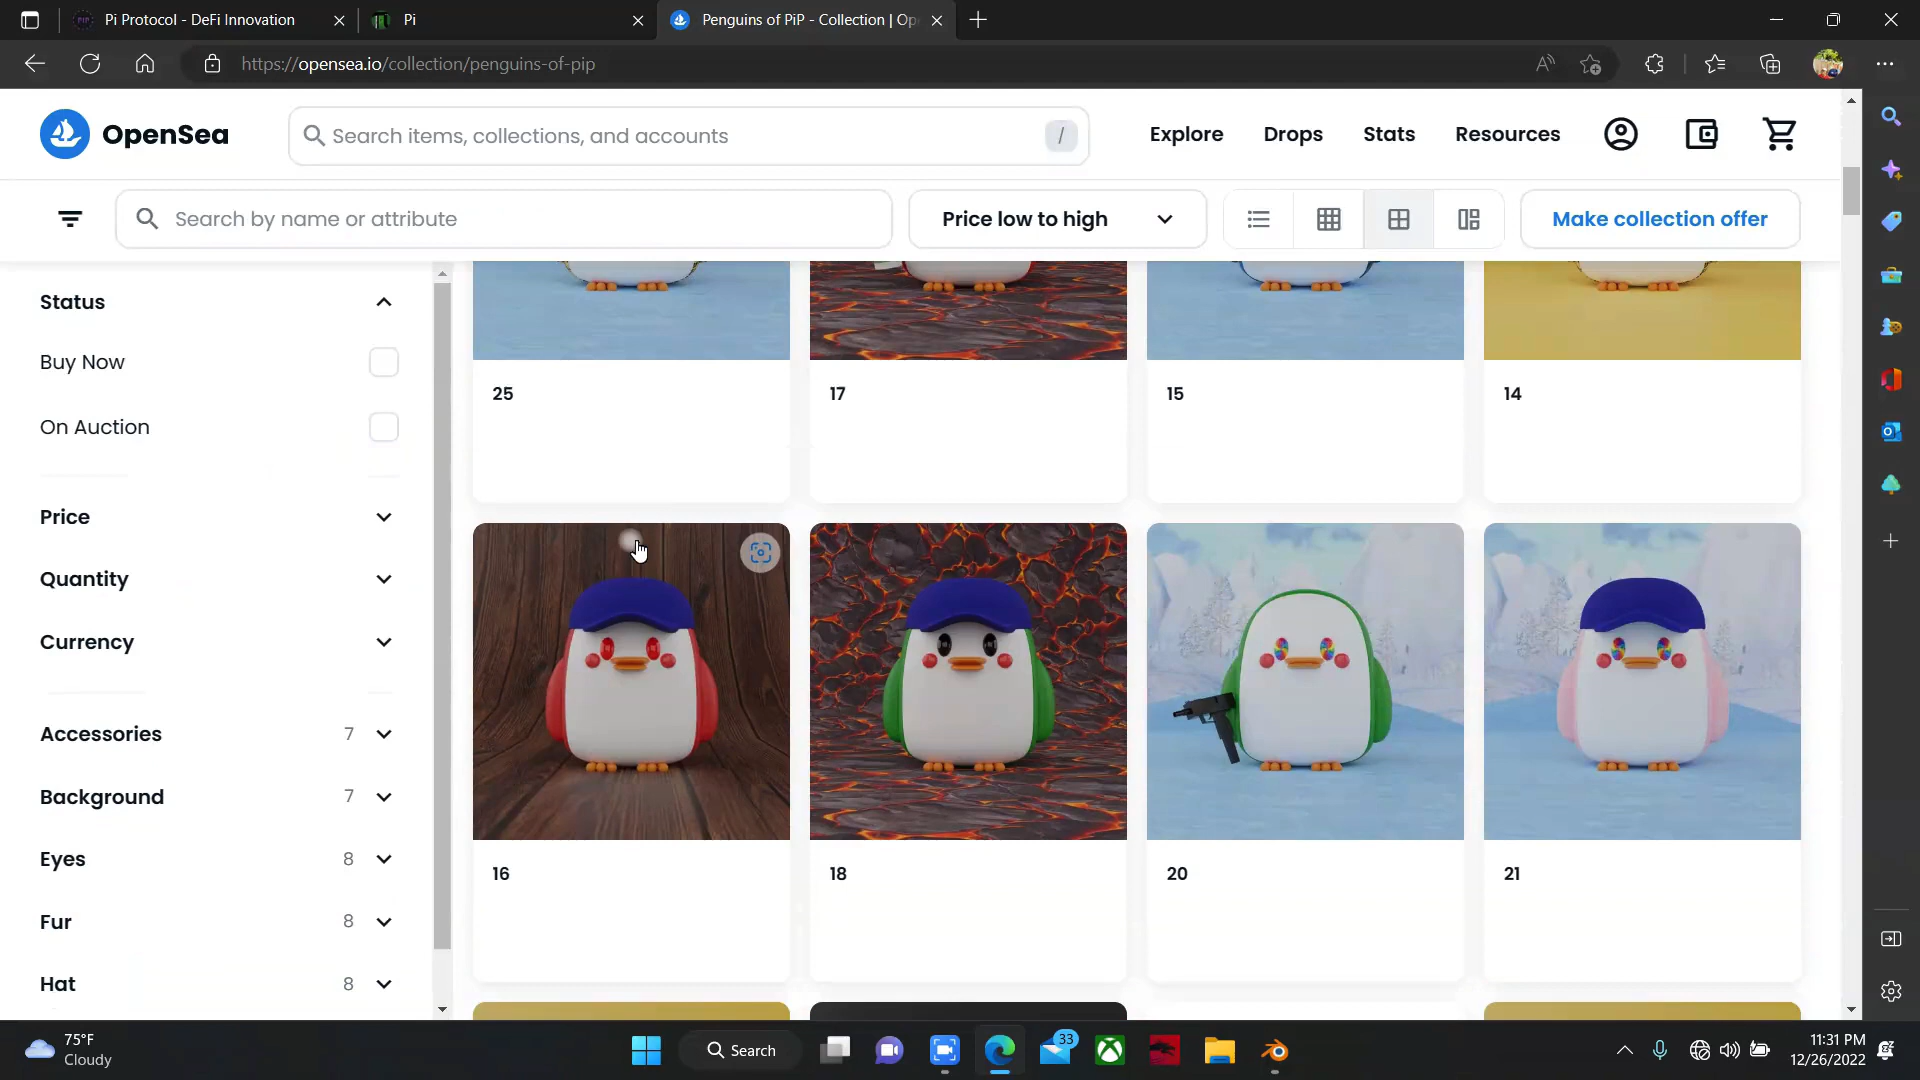 Pi Protocol - DeFi Innovation
Pi
Penguins of PiP - Collection | Op
https://opensea.io/collection/penguins-of-pip
OpenSea
Search items, collections, and accounts
/
Explore
Drops
Stats
Resources
Search by name or attribute
Price low to high
Make collection offer
Status
Buy Now
On Auction
Price
Quantity
Currency
Accessories 7
Background 7
Eyes 8
Fur 8
Hat 8
25
17
15
14
16
18
20
21
75°F
Cloudy
Search
33
11:31 PM
12/26/2022